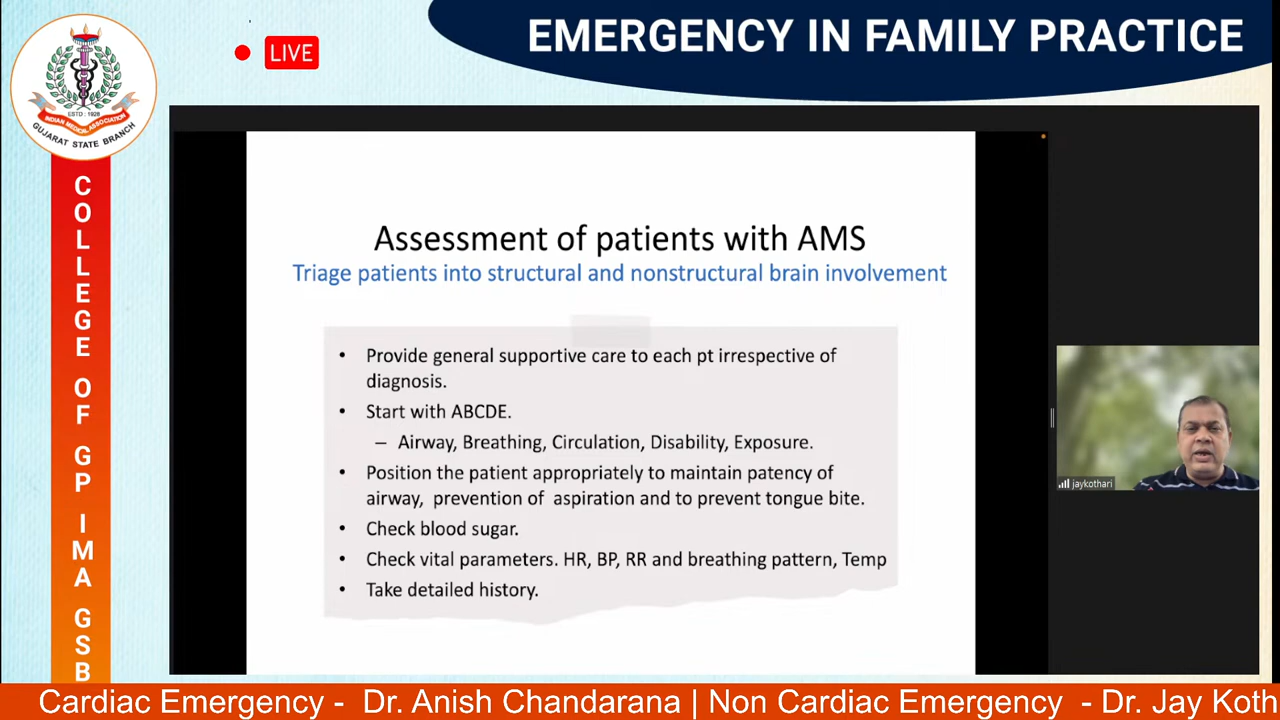 EMERGENCY IN FAMILY PRACTICE
LIVE
ESTD : 1928
INDIAN MEDICAL ASSOCIATION
GUJARAT STATE BRANCH
COLLEGE OF GP IMA GSB
Assessment of patients with AMS
Triage patients into structural and nonstructural brain involvement
• Provide general supportive care to each pt irrespective of
diagnosis.
• Start with ABCDE.
– Airway, Breathing, Circulation, Disability, Exposure.
• Position the patient appropriately to maintain patency of
airway, prevention of aspiration and to prevent tongue bite.
• Check blood sugar.
• Check vital parameters. HR, BP, RR and breathing pattern, Temp
• Take detailed history.
jaykothari
Cardiac Emergency - Dr. Anish Chandarana | Non Cardiac Emergency - Dr. Jay Koth